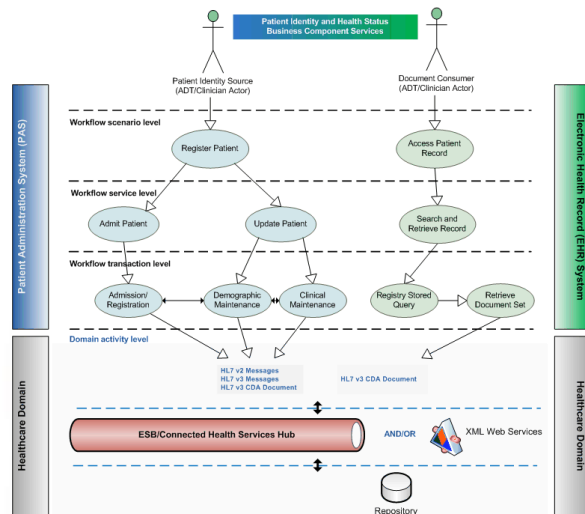 Patient Identity and Health Status
Business Component Services
Patient Identity Source
(ADT/Clinician Actor)
Document Consumer
(ADT/Clinician Actor)
Patient Administration System (PAS)
Electronic Health Record (EHR) System
Workflow scenario level
Register Patient
Access Patient
Record
Workflow service level
Admit Patient
Update Patient
Search and
Retrieve Record
Workflow transaction level
Admission/
Registration
Demographic
Maintenance
Clinical
Maintenance
Registry Stored
Query
Retrieve
Document Set
Domain activity level
HL7 v2 Messages
HL7 v3 Messages
HL7 v3 CDA Document
HL7 v3 CDA Document
Healthcare Domain
Healthcare Domain
ESB/Connected Health Services Hub
AND/OR
XML Web Services
Repository